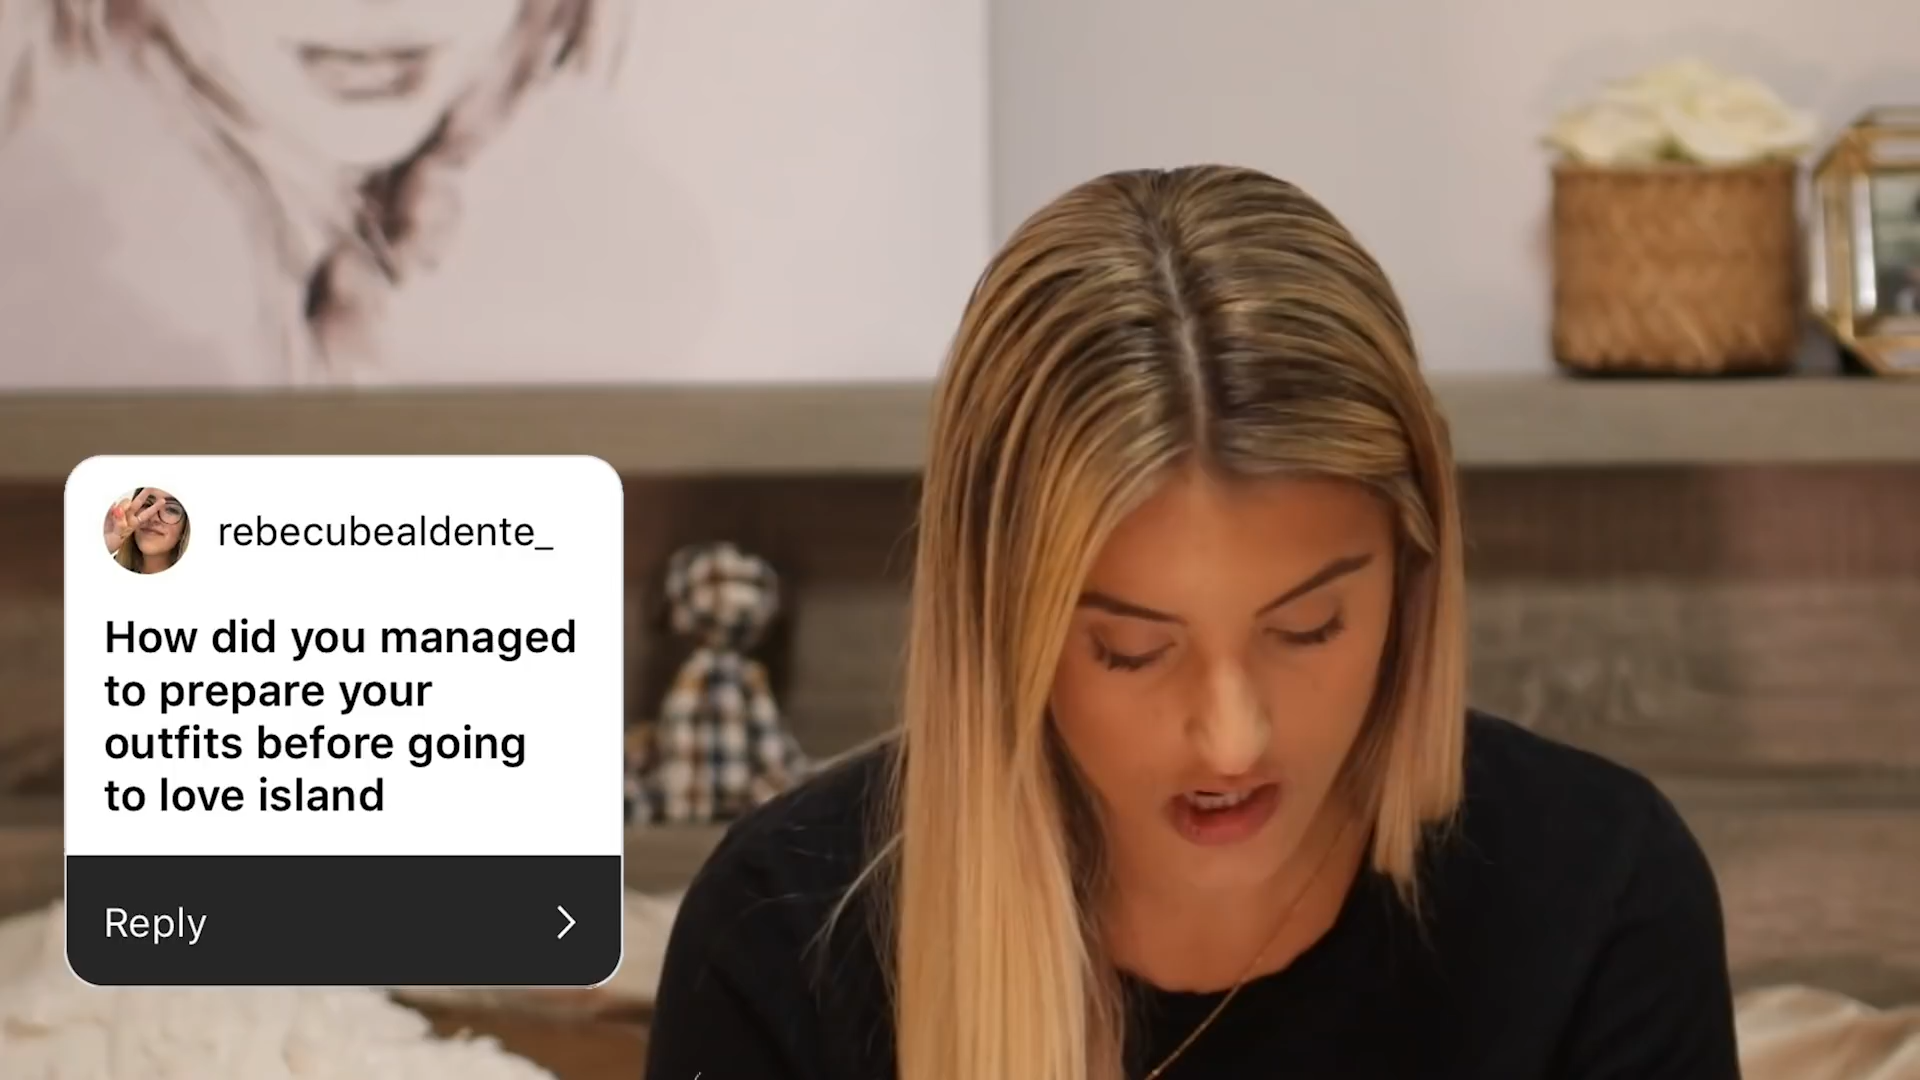 rebecubealdente_
How did you managed
to prepare your
outfits before going
to love island
Reply